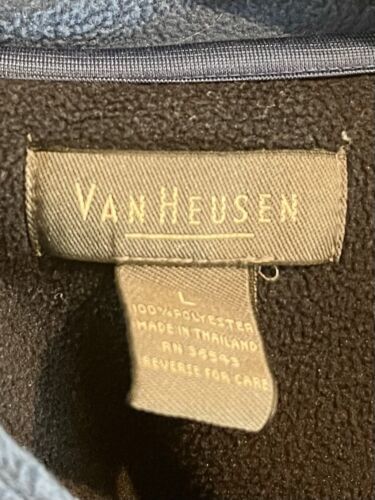 VAN HEUSEN
L
100% POLYESTER
MADE IN THAILAND
RN 36543
REVERSE FOR CARE